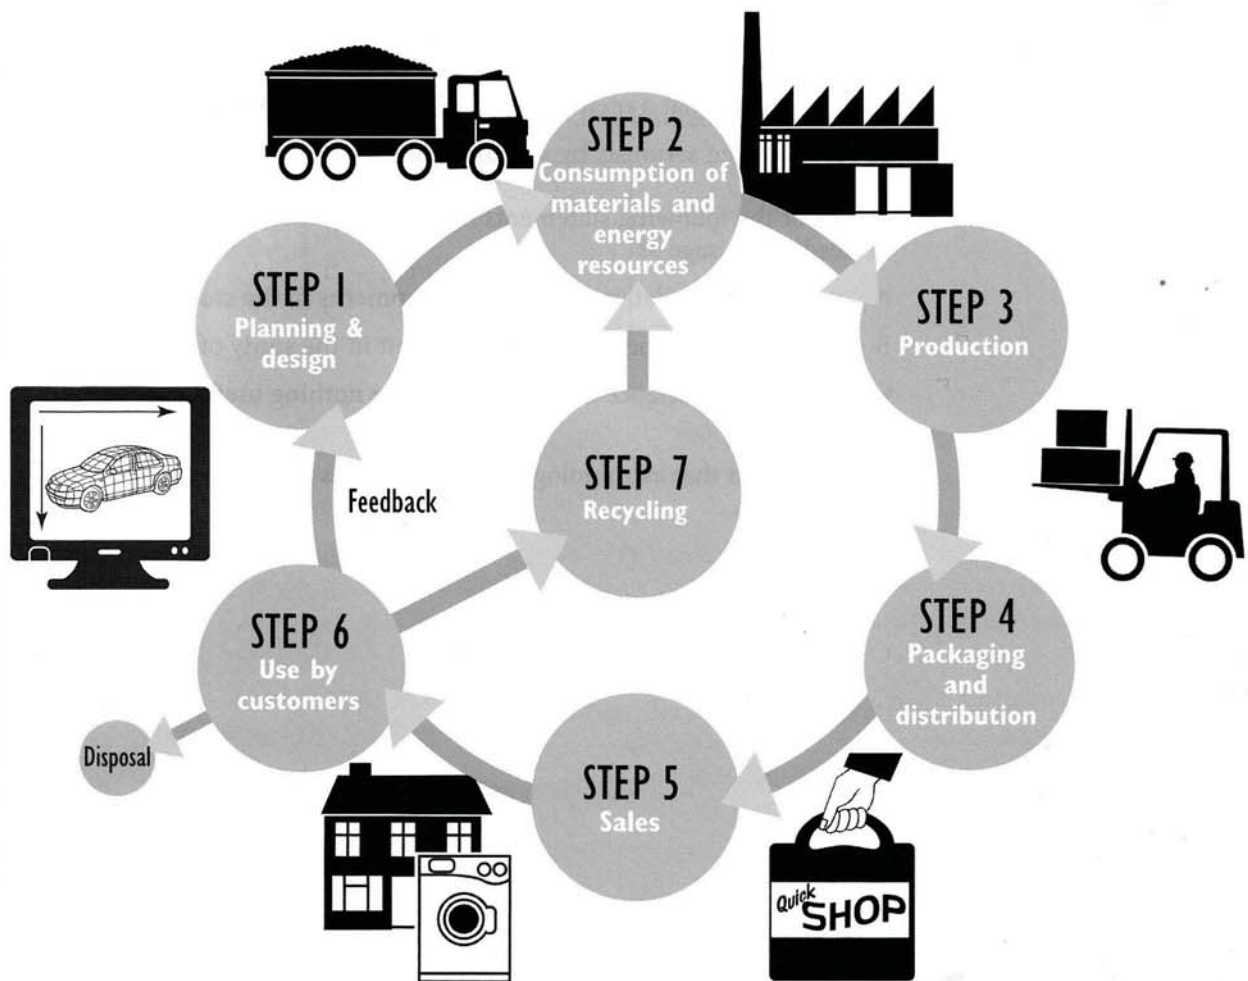 STEP 1
Planning &
design
STEP 2
Consumption of
materials and
energy
resources
STEP 3
Production
STEP 4
Packaging
and
distribution
STEP 5
Sales
STEP 6
Use by
customers
STEP 7
Recycling
Feedback
Disposal
Quick
SHOP